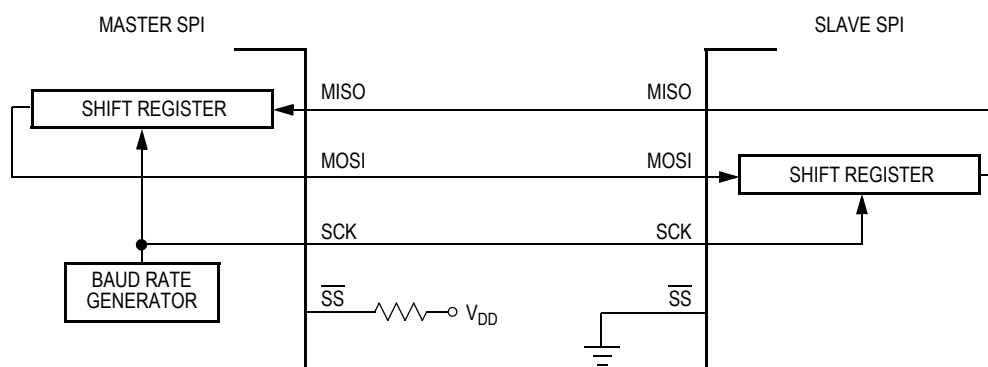 MASTER SPI
SLAVE SPI
SHIFT REGISTER
MISO
MISO
MOSI
MOSI
SHIFT REGISTER
SCK
SCK
BAUD RATE
GENERATOR
SS
VDD
SS